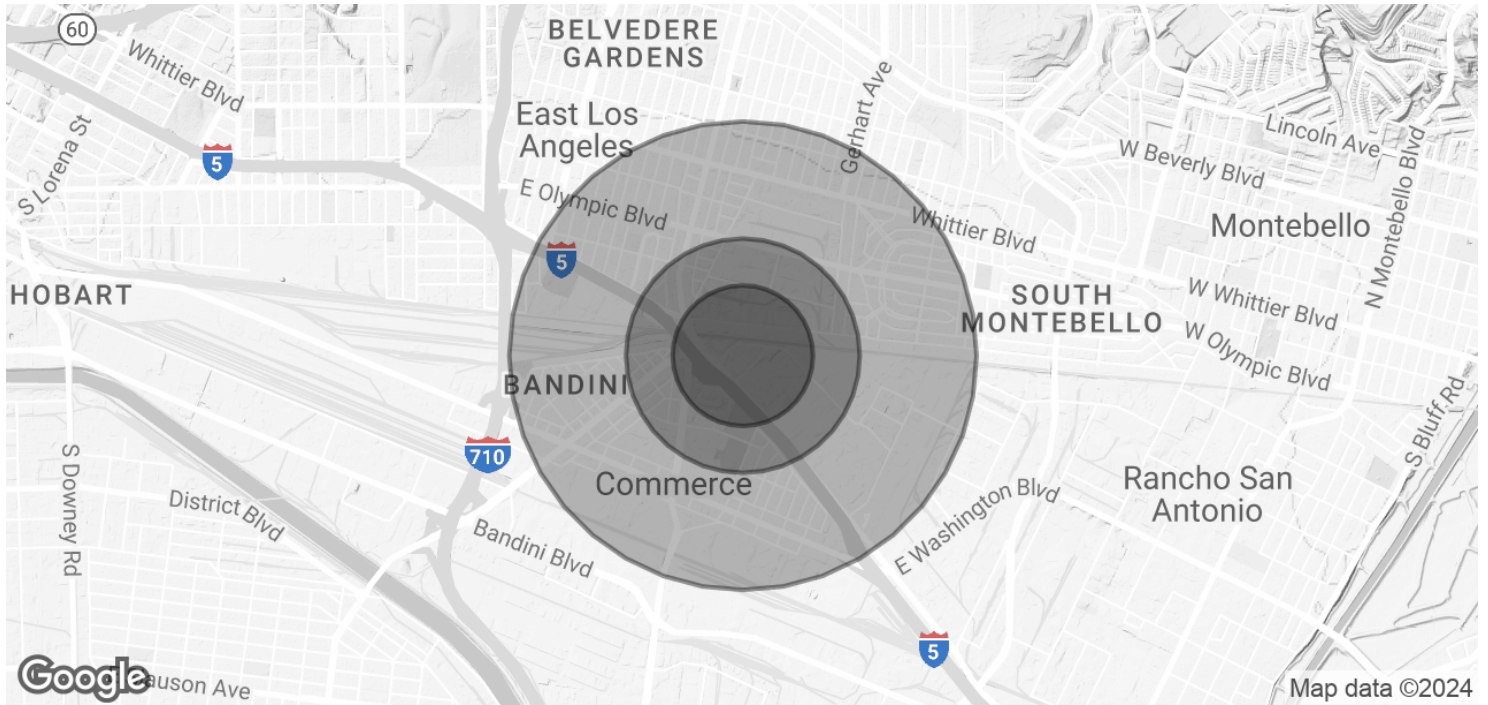 60
Whittier Blvd
BELVEDERE
GARDENS
East Los
Angeles
Gerhart Ave
Lincoln Ave
W Beverly Blvd
N Montebello Blvd
S Lorena St
5
E Olympic Blvd
Whittier Blvd
Montebello
5
HOBART
SOUTH
MONTEBELLO
W Whittier Blvd
W Olympic Blvd
BANDINI
710
S Downey Rd
District Blvd
Bandini Blvd
Commerce
E Washington Blvd
Rancho San
Antonio
S Bluff Rd
5
Google
auson Ave
Map data ©2024